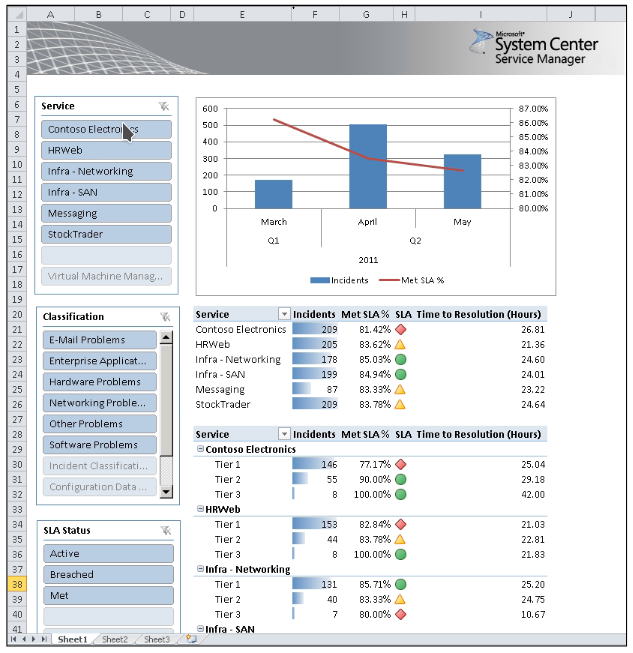 A B C D E F G H I J
1
2
3
4
5
6
7
8
9
10
11
12
13
14
15
16
17
18
19
20
21
22
23
24
25
26
27
28
29
30
31
32
33
34
35
36
37
38
39
40
41
Microsoft
System Center
Service Manager
Service
Contoso Electronics
HRWeb
Infra - Networking
Infra - SAN
Messaging
StockTrader
Virtual Machine Manag...
600
500
400
300
200
100
0
87.00%
86.00%
85.00%
84.00%
83.00%
82.00%
81.00%
80.00%
March April May
Q1 Q2
2011
Incidents Met SLA %
Classification
E-Mail Problems
Enterprise Applicat...
Hardware Problems
Networking Proble...
Other Problems
Software Problems
Incident Classificati...
Configuration Data ...
SLA Status
Active
Breached
Met
Service Incidents Met SLA % SLA Time to Resolution (Hours)
Contoso Electronics 209 81.42% 26.81
HRWeb 205 83.62% 21.36
Infra - Networking 178 85.03% 24.60
Infra - SAN 199 84.94% 24.01
Messaging 87 83.33% 23.22
StockTrader 209 83.78% 24.64
Service Incidents Met SLA % SLA Time to Resolution (Hours)
Contoso Electronics
Tier 1 146 77.17% 25.04
Tier 2 55 90.00% 29.18
Tier 3 8 100.00% 42.00
HRWeb
Tier 1 153 82.84% 21.03
Tier 2 44 83.78% 22.81
Tier 3 8 100.00% 21.83
Infra - Networking
Tier 1 131 85.71% 25.20
Tier 2 40 83.33% 24.75
Tier 3 7 80.00% 10.67
Infra - SAN
Sheet1 Sheet2 Sheet3